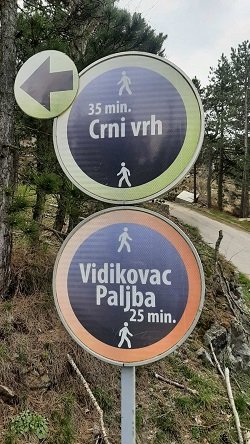 35 min.
Crni vrh
Vidikovac
Paljba
25 min.